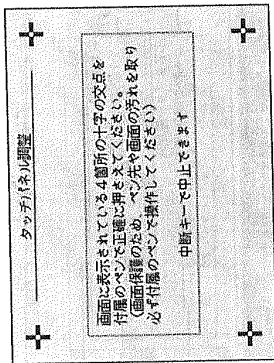 タッチパネル調整
画面に表示されている4箇所の十字の交点を
付属のペンで正確に押さえてください。
(画面保護のため、ペン先や画面の汚れを取り
必ず付属のペンで操作してください)
中断キーで中止できます